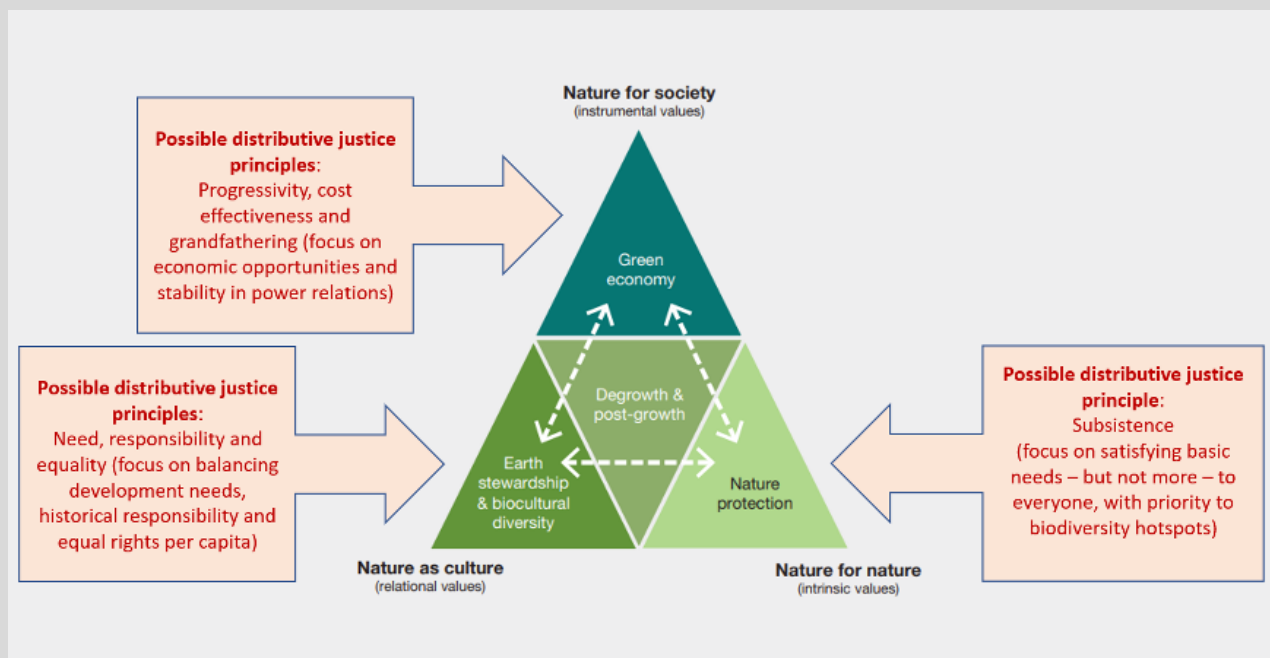 Nature for society
(instrumental values)
Possible distributive justice
principles:
Progressivity, cost
effectiveness and
grandfathering (focus on
economic opportunities and
stability in power relations)
Green
economy
Possible distributive justice
principles:
Need, responsibility and
equality (focus on balancing
development needs,
historical responsibility and
equal rights per capita)
Degrowth &
post-growth
Earth
stewardship
& biocultural
diversity
Nature
protection
Possible distributive justice
principle:
Subsistence
(focus on satisfying basic
needs – but not more – to
everyone, with priority to
biodiversity hotspots)
Nature as culture
(relational values)
Nature for nature
(intrinsic values)